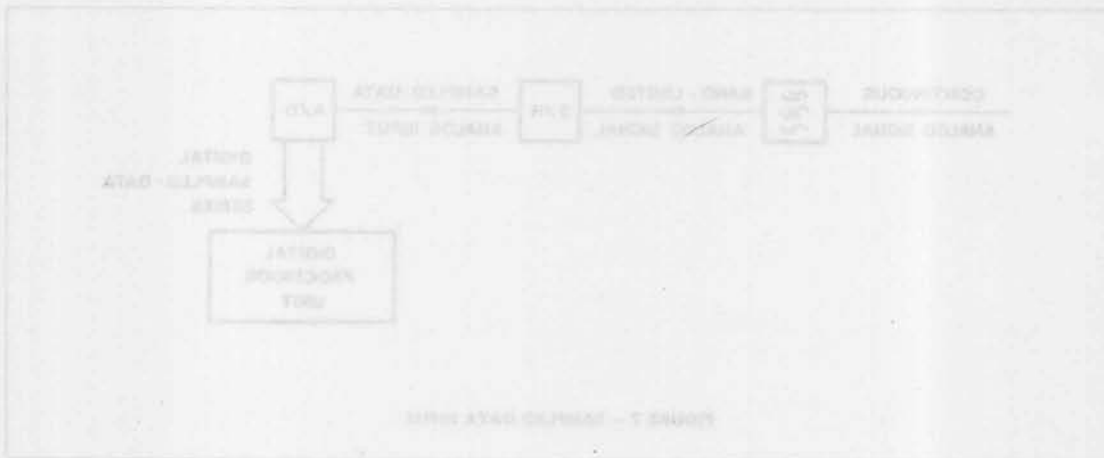 CONTINUOUS
ANALOG SIGNAL
BAND - LIMITED
ANALOG SIGNAL
S/H
SAMPLED DATA
ANALOG INPUT
A/D
DIGITAL
SAMPLED - DATA
SERIES
DIGITAL
PROCESSOR
UNIT
FIGURE 7 - SAMPLED DATA INPUT